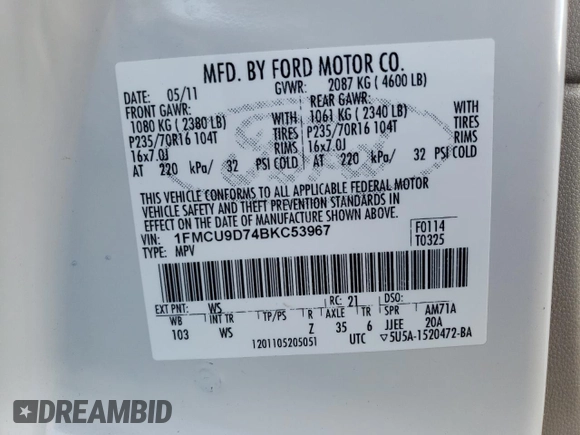 MFD. BY FORD MOTOR CO.
DATE: 05/11 GVWR: 2087 KG ( 4600 LB)
FRONT GAWR: REAR GAWR:
1080 KG ( 2380 LB) WITH 1061 KG ( 2340 LB) WITH
P235/70R16 104T TIRES P235/70R16 104T TIRES
16x7.0J RIMS 16x7.0J RIMS
AT 220 kPa/ 32 PSI COLD AT 220 kPa/ 32 PSI COLD
THIS VEHICLE CONFORMS TO ALL APPLICABLE FEDERAL MOTOR
VEHICLE SAFETY AND THEFT PREVENTION STANDARDS IN
EFFECT ON THE DATE OF MANUFACTURE SHOWN ABOVE.
VIN: 1FMCU9D74BKC53967 F0114
TYPE: MPV T0325
EXT PNT: WS RC: 21 DSO:
WB INT TR TP/PS R AXLE TR SPR AM71A
103 WS Z 35 6 JJEE 20A
1201105205051 UTC ▽5U5A-1520472-BA
DREAMBID